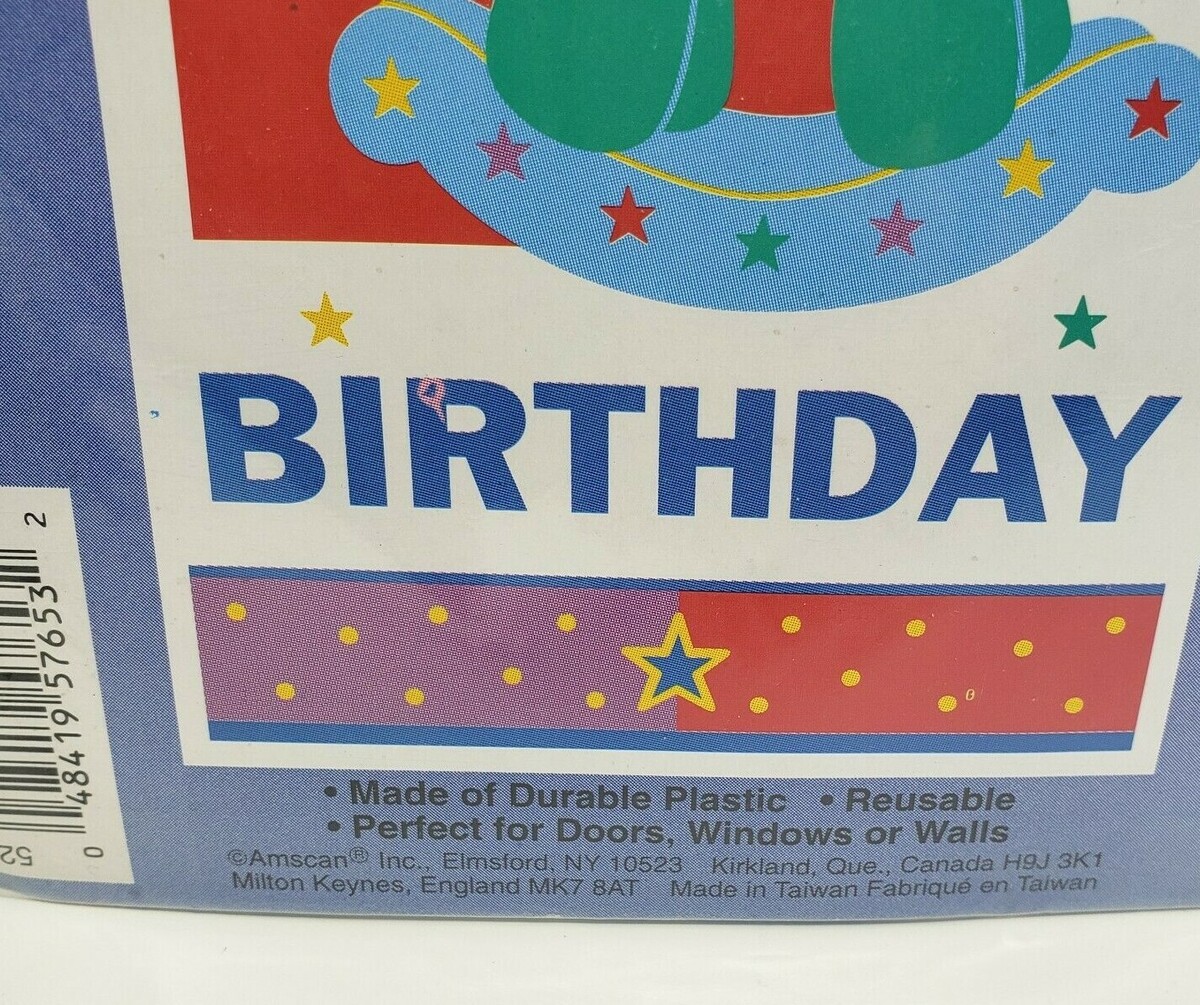 BIRTHDAY
• Made of Durable Plastic • Reusable
• Perfect for Doors, Windows or Walls
©Amscan® Inc., Elmsford, NY 10523 Kirkland, Que., Canada H9J 3K1
Milton Keynes, England MK7 8AT Made in Taiwan Fabriqué en Taiwan
0 48419 57653 2
52